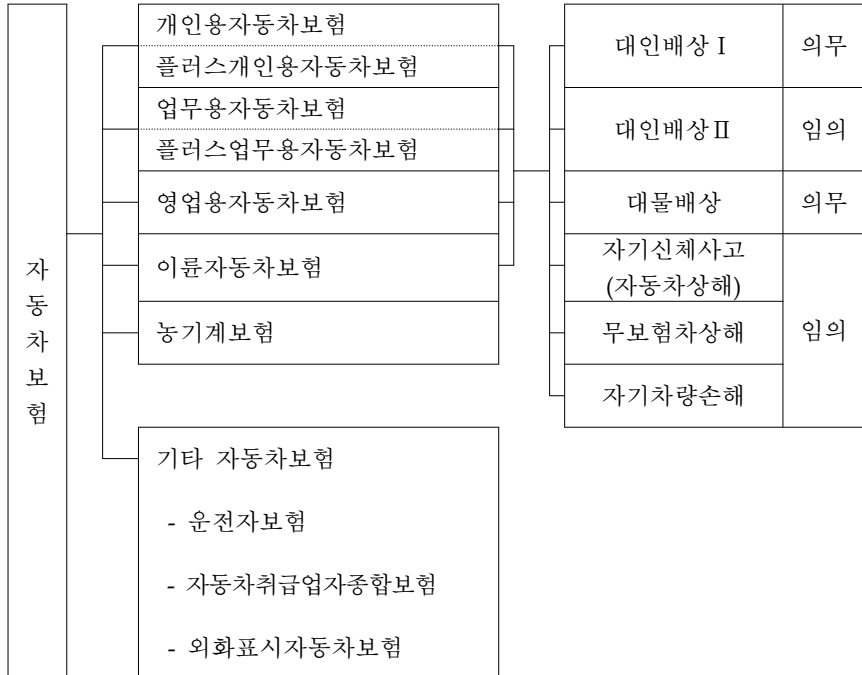 자동차보험
개인용자동차보험
플러스개인용자동차보험
업무용자동차보험
플러스업무용자동차보험
영업용자동차보험
이륜자동차보험
농기계보험
기타 자동차보험
- 운전자보험
- 자동차취급업자종합보험
- 외화표시자동차보험
대인배상Ⅰ 의무
대인배상Ⅱ 임의
대물배상 의무
자기신체사고
(자동차상해)
무보험차상해 임의
자기차량손해